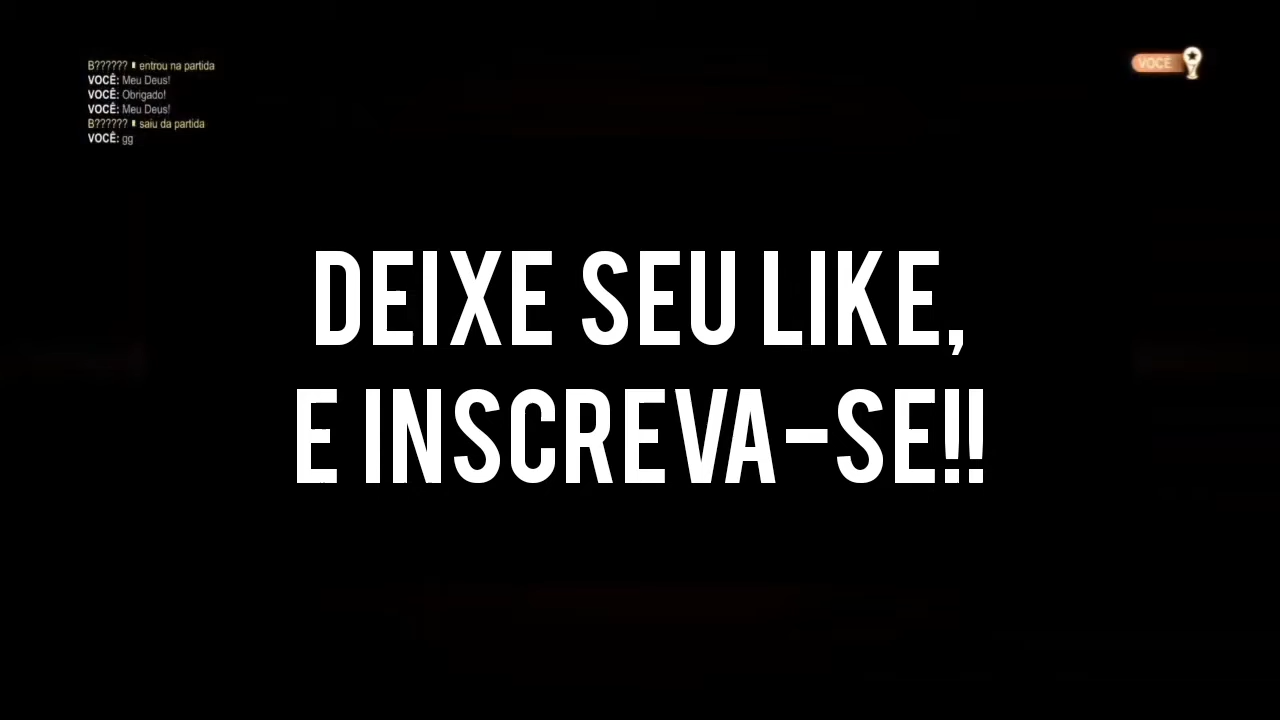 B?????? entrou na partida
VOCÊ: Meu Deus!
VOCÊ: Obrigado!
VOCÊ: Meu Deus!
B?????? saiu da partida
VOCÊ: gg
VOCÊ
DEIXE SEU LIKE,
E INSCREVA-SE!!